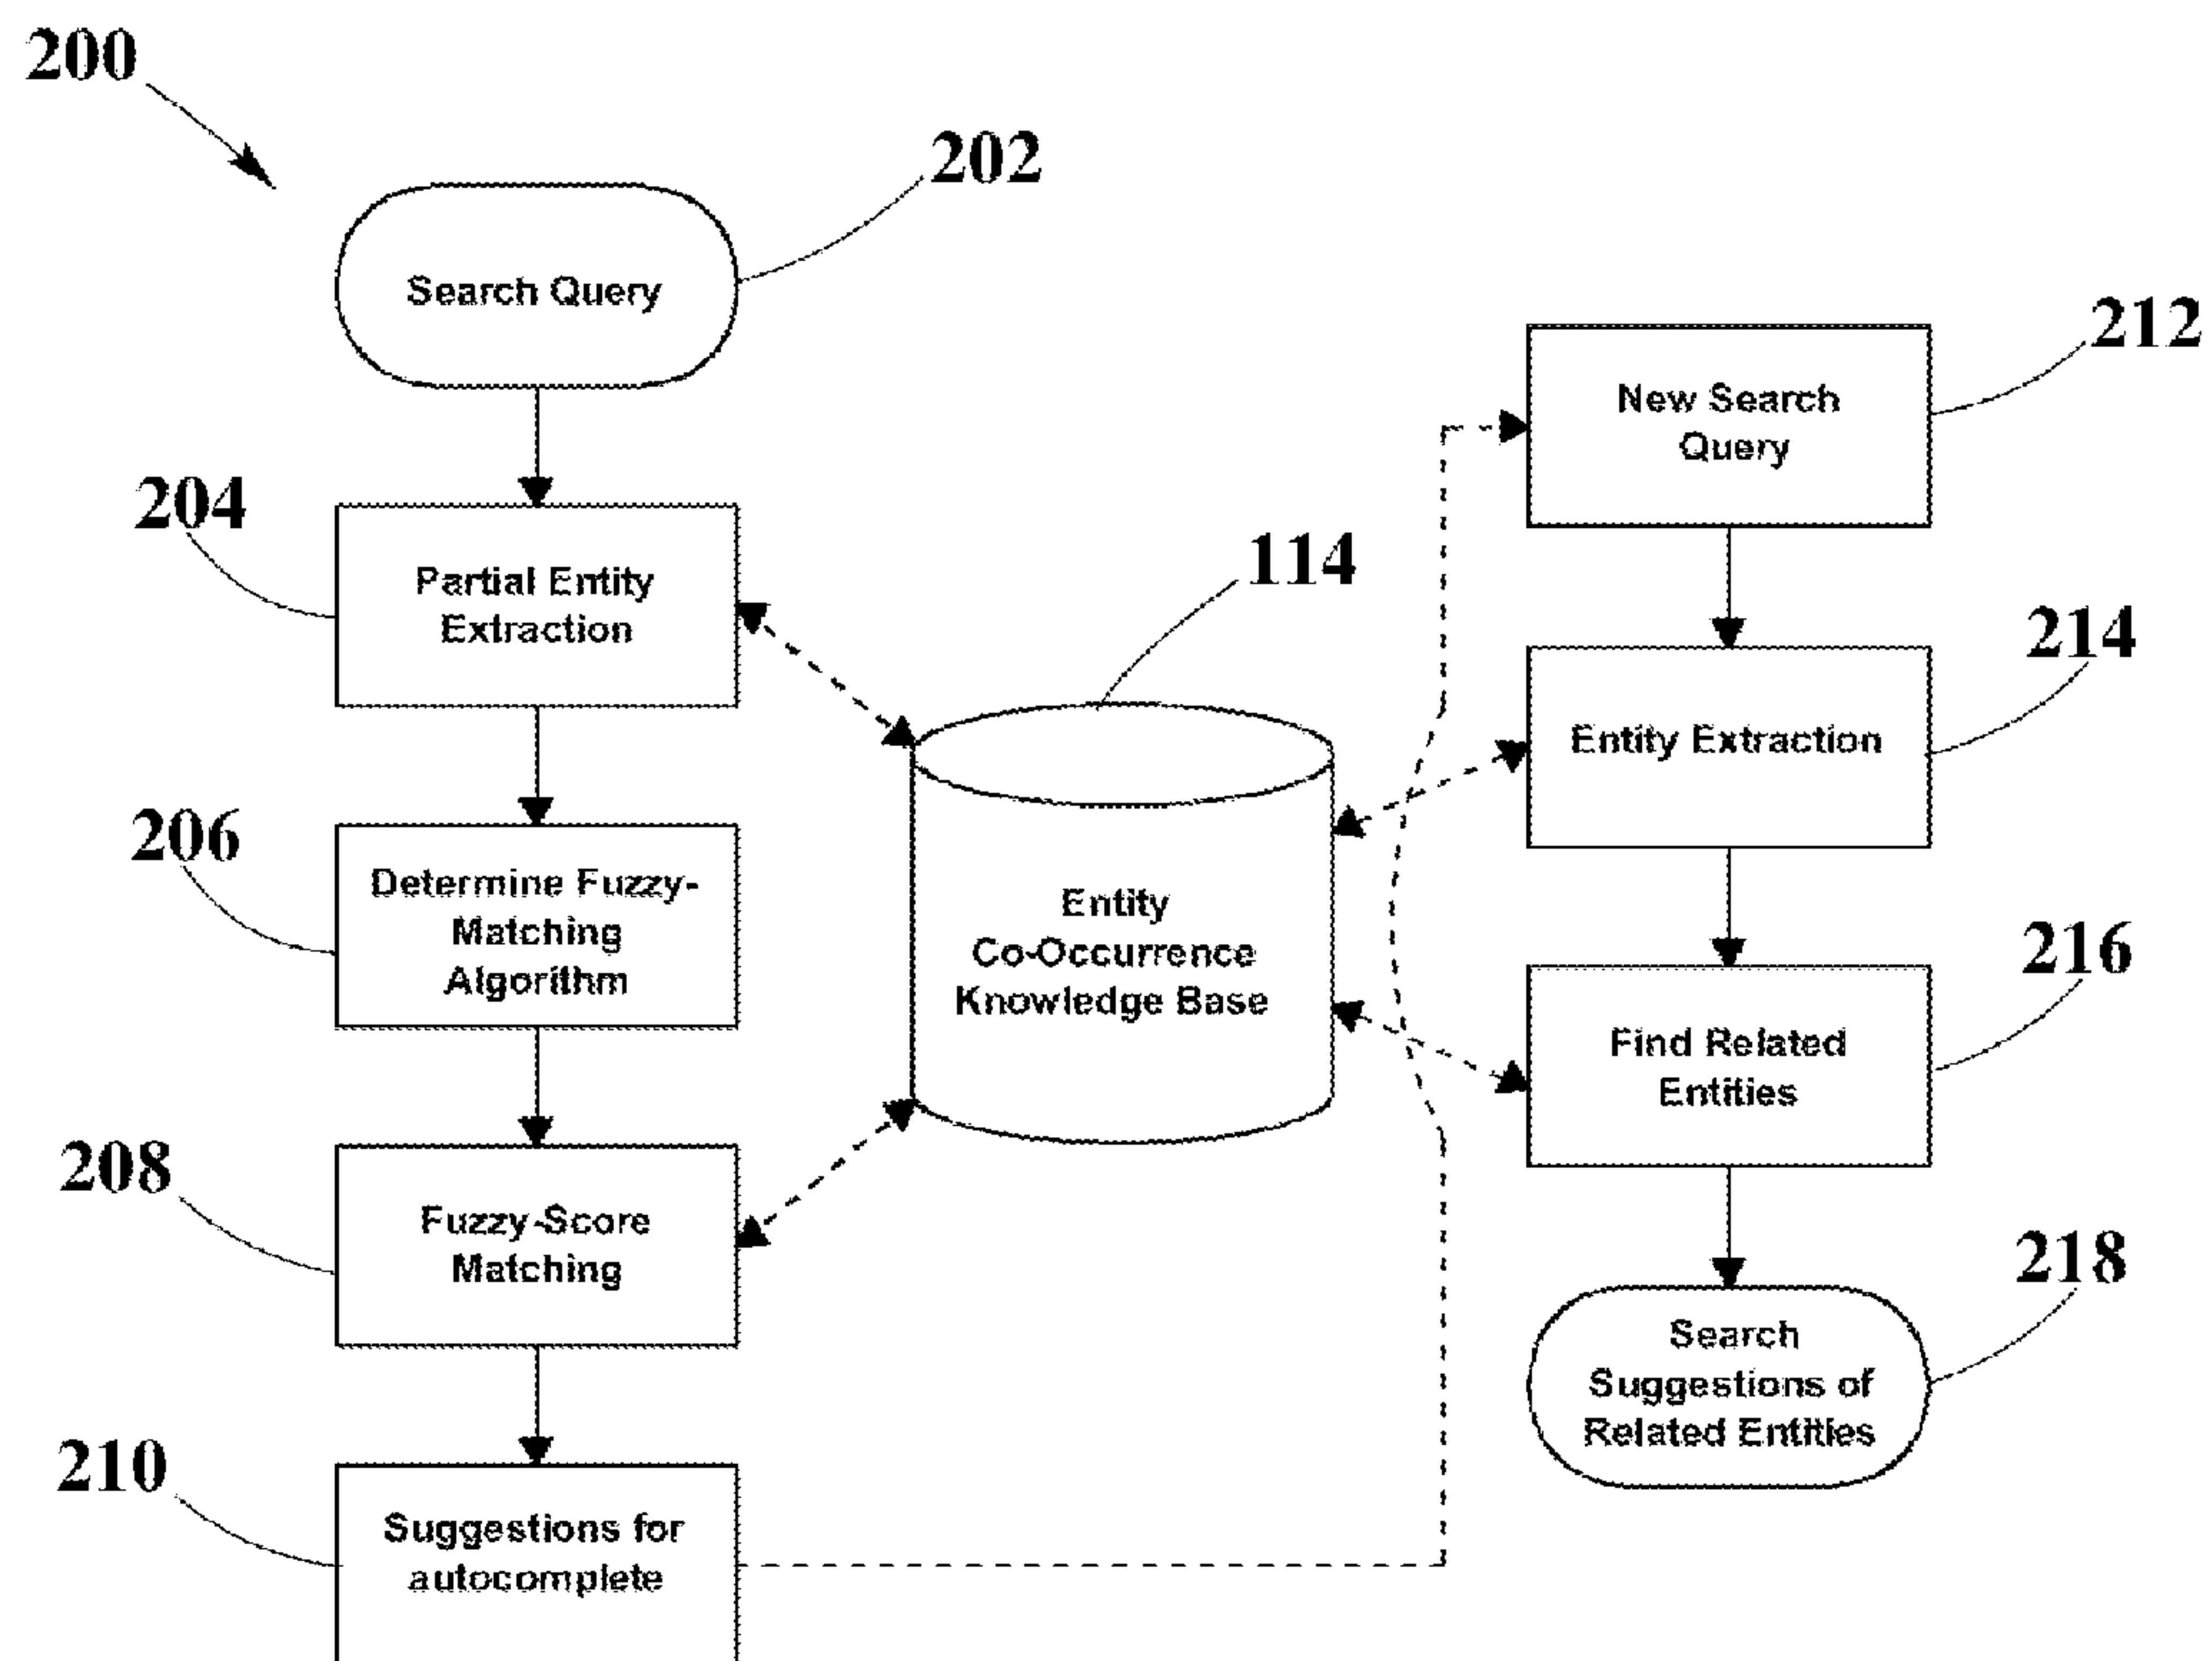 200
202
Search Query
204
Partial Entity
Extraction
206
Determine Fuzzy-
Matching
Algorithm
208
Fuzzy-Score
Matching
210
Suggestions for
autocomplete
114
Entity
Co-Occurrence
Knowledge Base
212
New Search
Query
214
Entity Extraction
216
Find Related
Entities
218
Search
Suggestions of
Related Entities